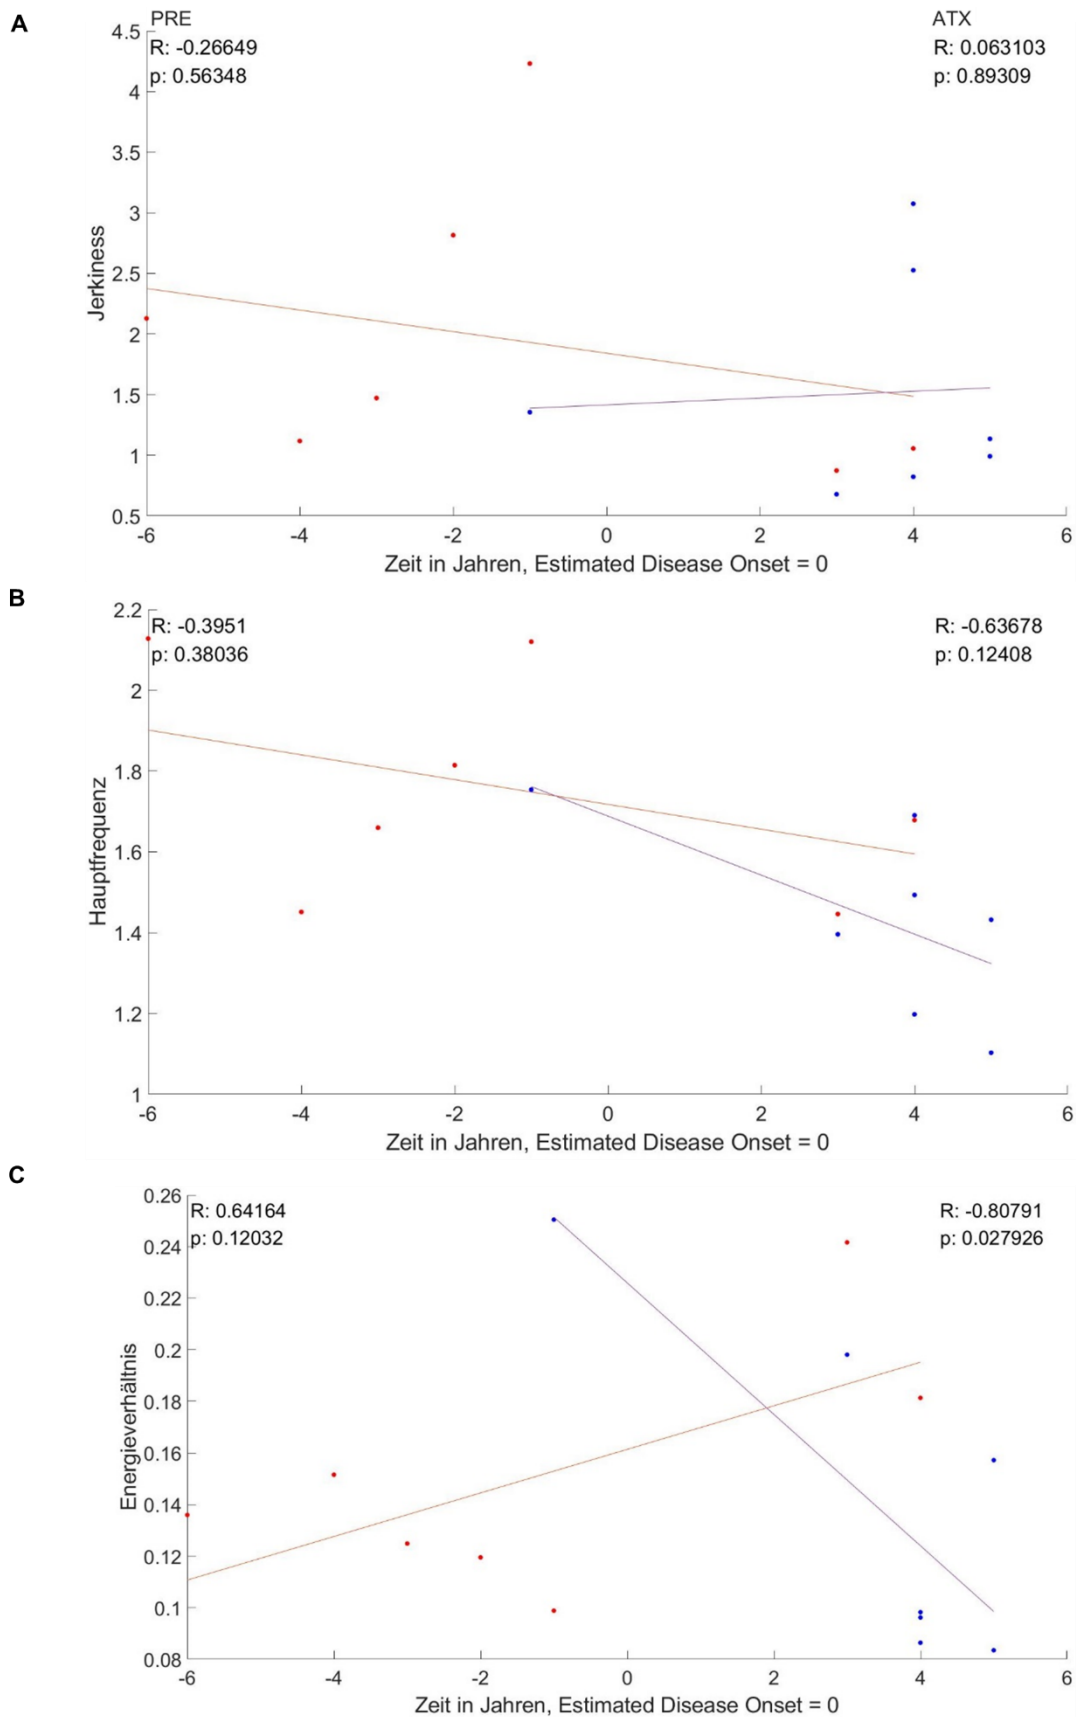 A
PRE
ATX
R: -0.26649
R: 0.063103
p: 0.56348
p: 0.89309
4.5
4
3.5
3
2.5
2
1.5
1
0.5
Jerkiness
-6 -4 -2 0 2 4 6
Zeit in Jahren, Estimated Disease Onset = 0
B
R: -0.3951
R: -0.63678
p: 0.38036
p: 0.12408
2.2
2
1.8
1.6
1.4
1.2
1
Hauptfrequenz
-6 -4 -2 0 2 4 6
Zeit in Jahren, Estimated Disease Onset = 0
C
R: 0.64164
R: -0.80791
p: 0.12032
p: 0.027926
0.26
0.24
0.22
0.2
0.18
0.16
0.14
0.12
0.1
0.08
Energieverhältnis
-6 -4 -2 0 2 4 6
Zeit in Jahren, Estimated Disease Onset = 0